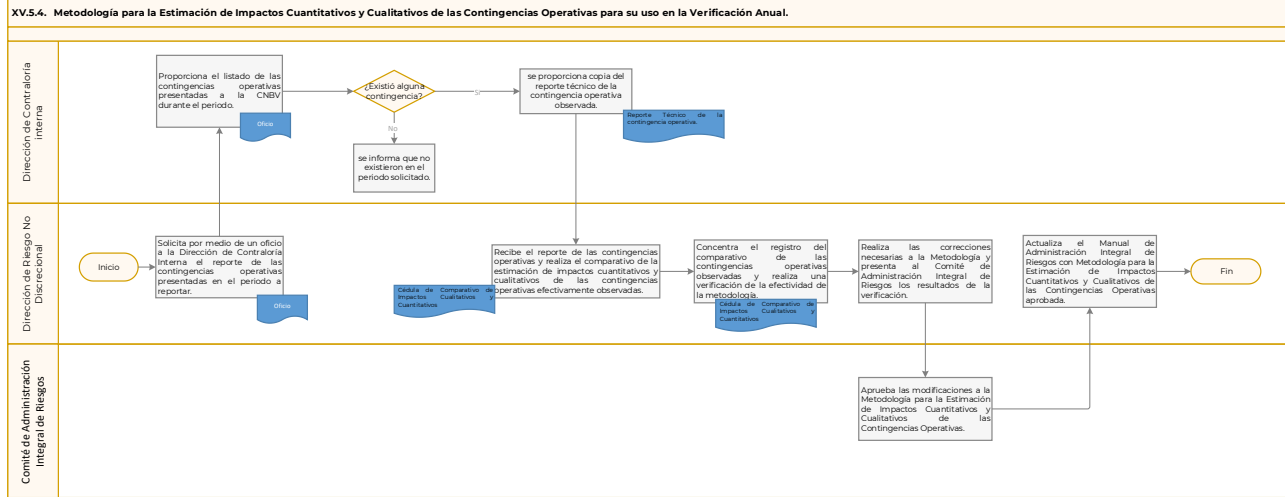 XV.5.4. Metodología para la Estimación de Impactos Cuantitativos y Cualitativos de las Contingencias Operativas para su uso en la Verificación Anual.
Dirección de Contraloría
interna
Proporciona el listado de las
contingencias operativas
presentadas a la CNBV
durante el periodo.
Oficio
¿Existió alguna
contingencia?
Si
No
se informa que no
existieron en el
periodo solicitado.
se proporciona copia del
reporte técnico de la
contingencia operativa
observada.
Reporte Técnico de la
contingencia operativa.
Dirección de Riesgo No
Discrecional
Inicio
Solicita por medio de un oficio
a la Dirección de Contraloría
Interna el reporte de las
contingencias operativas
presentadas en el periodo a
reportar.
Oficio
Recibe el reporte de las contingencias
operativas y realiza el comparativo de la
estimación de impactos cuantitativos y
cualitativos de las contingencias
operativas efectivamente observadas.
Cédula de Comparativo de
Impactos Cualitativos y
Cuantitativos
Concentra el registro del
comparativo de las
contingencias operativas
observadas y realiza una
verificación de la efectividad de
la metodología.
Cédula de Comparativo de
Impactos Cualitativos y
Cuantitativos
Realiza las correcciones
necesarias a la Metodología y
presenta al Comité de
Administración Integral de
Riesgos los resultados de la
verificación.
Actualiza el Manual de
Administración Integral de
Riesgos con Metodología para la
Estimación de Impactos
Cuantitativos y Cualitativos de
las Contingencias Operativas
aprobada.
Fin
Comité de Administración
Integral de Riesgos
Aprueba las modificaciones a la
Metodología para la Estimación
de Impactos Cuantitativos y
Cualitativos de las
Contingencias Operativas.